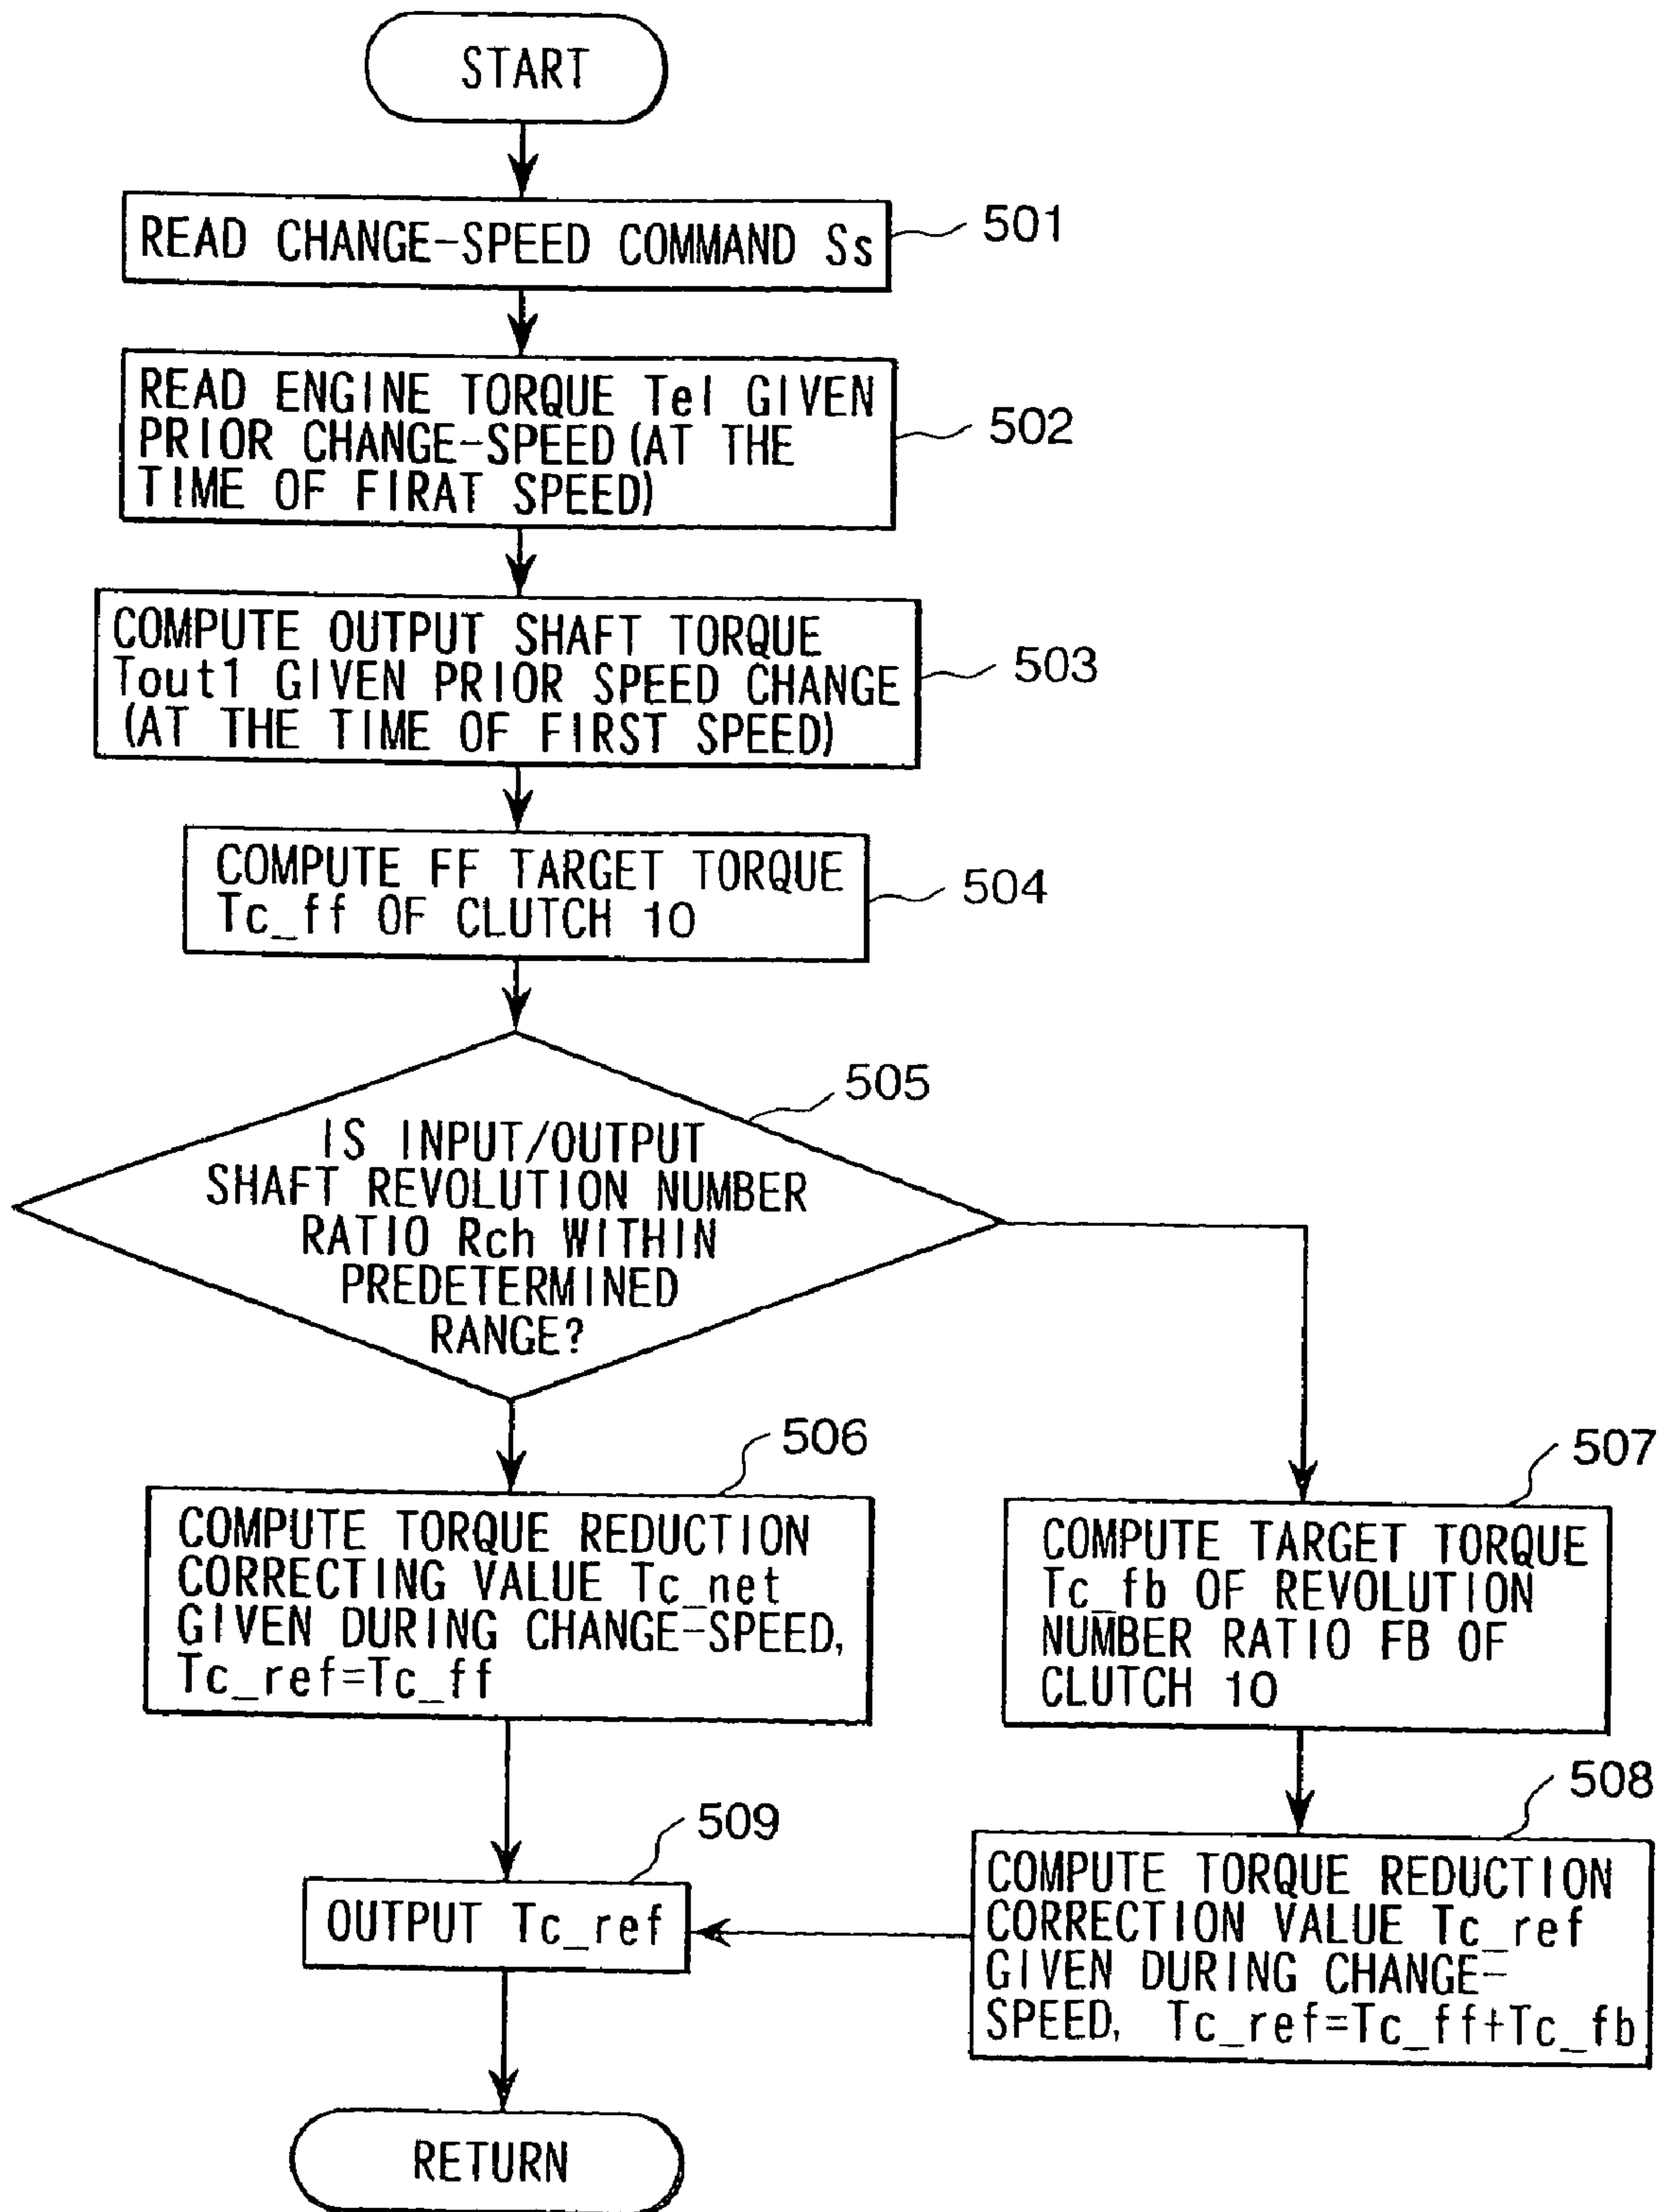 START
READ CHANGE-SPEED COMMAND Ss
501
READ ENGINE TORQUE Tel GIVEN
PRIOR CHANGE-SPEED(AT THE
TIME OF FIRAT SPEED)
502
COMPUTE OUTPUT SHAFT TORQUE
Tout1 GIVEN PRIOR SPEED CHANGE
(AT THE TIME OF FIRST SPEED)
503
COMPUTE FF TARGET TORQUE
Tc_ff OF CLUTCH 10
504
505
IS INPUT/OUTPUT
SHAFT REVOLUTION NUMBER
RATIO Rch WITHIN
PREDETERMINED
RANGE?
506
COMPUTE TORQUE REDUCTION
CORRECTING VALUE Tc_net
GIVEN DURING CHANGE-SPEED,
Tc_ref=Tc_ff
507
COMPUTE TARGET TORQUE
Tc_fb OF REVOLUTION
NUMBER RATIO FB OF
CLUTCH 10
508
COMPUTE TORQUE REDUCTION
CORRECTION VALUE Tc_ref
GIVEN DURING CHANGE-
SPEED, Tc_ref=Tc_ff+Tc_fb
509
OUTPUT Tc_ref
RETURN